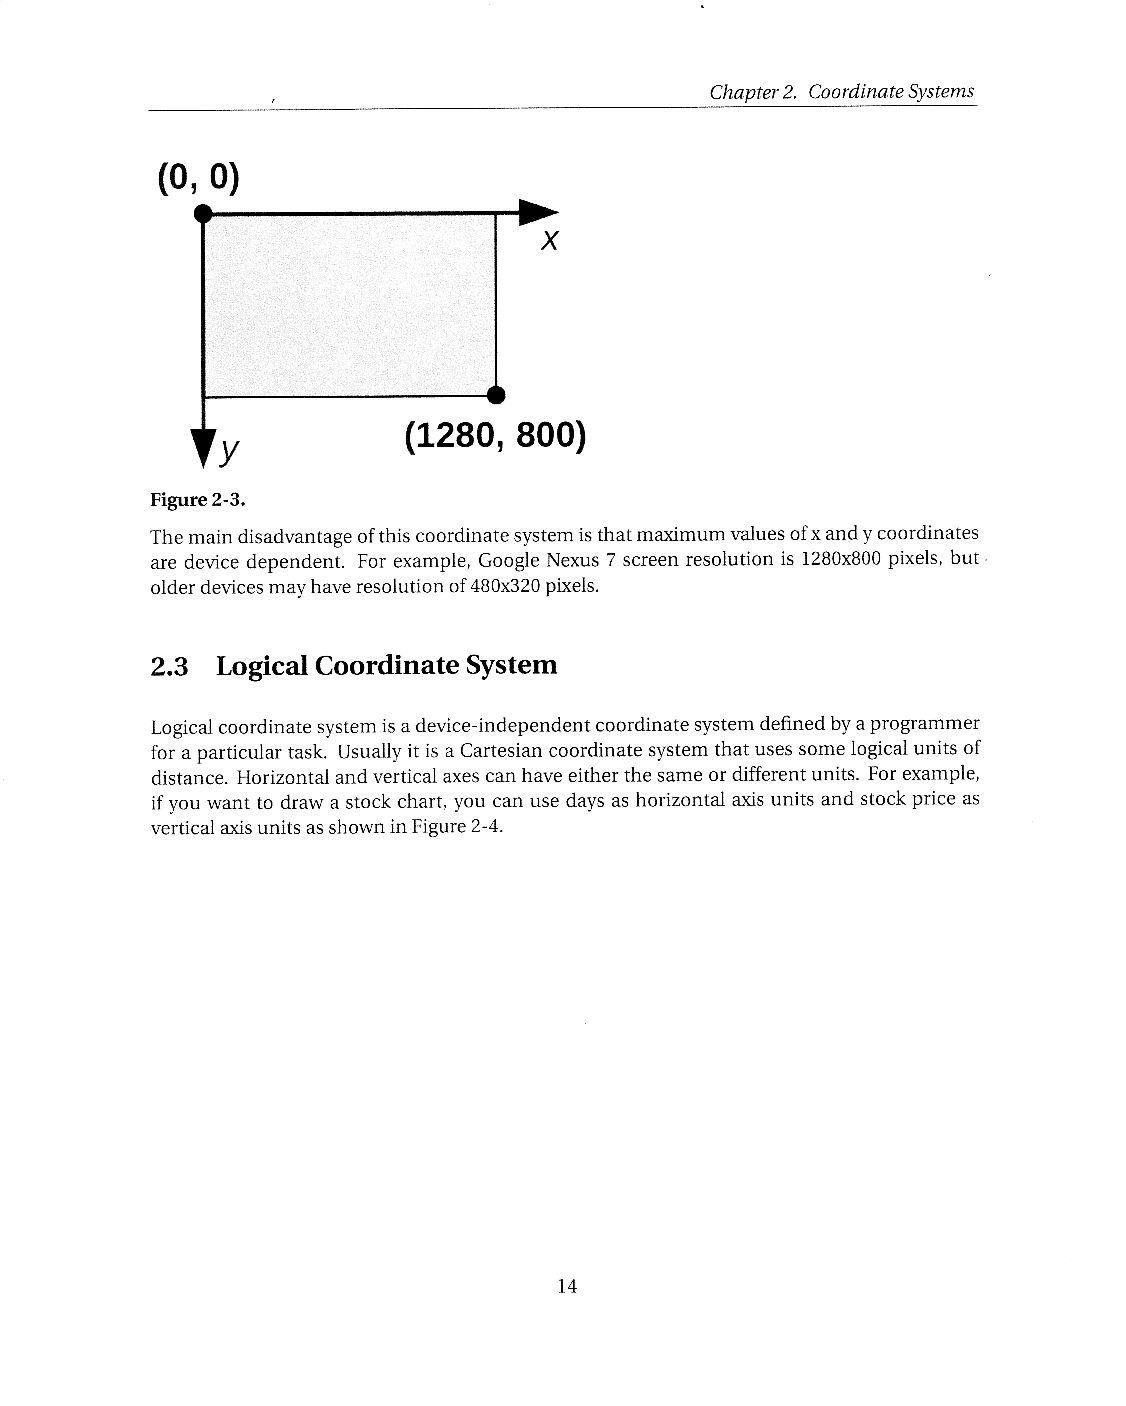 Chapter 2. Coordinate Systems
(0, 0)
x
y
(1280, 800)
Figure 2-3.
The main disadvantage of this coordinate system is that maximum values of x and y coordinates
are device dependent. For example, Google Nexus 7 screen resolution is 1280x800 pixels, but
older devices may have resolution of 480x320 pixels.
2.3 Logical Coordinate System
Logical coordinate system is a device-independent coordinate system defined by a programmer
for a particular task. Usually it is a Cartesian coordinate system that uses some logical units of
distance. Horizontal and vertical axes can have either the same or different units. For example,
if you want to draw a stock chart, you can use days as horizontal axis units and stock price as
vertical axis units as shown in Figure 2-4.
14